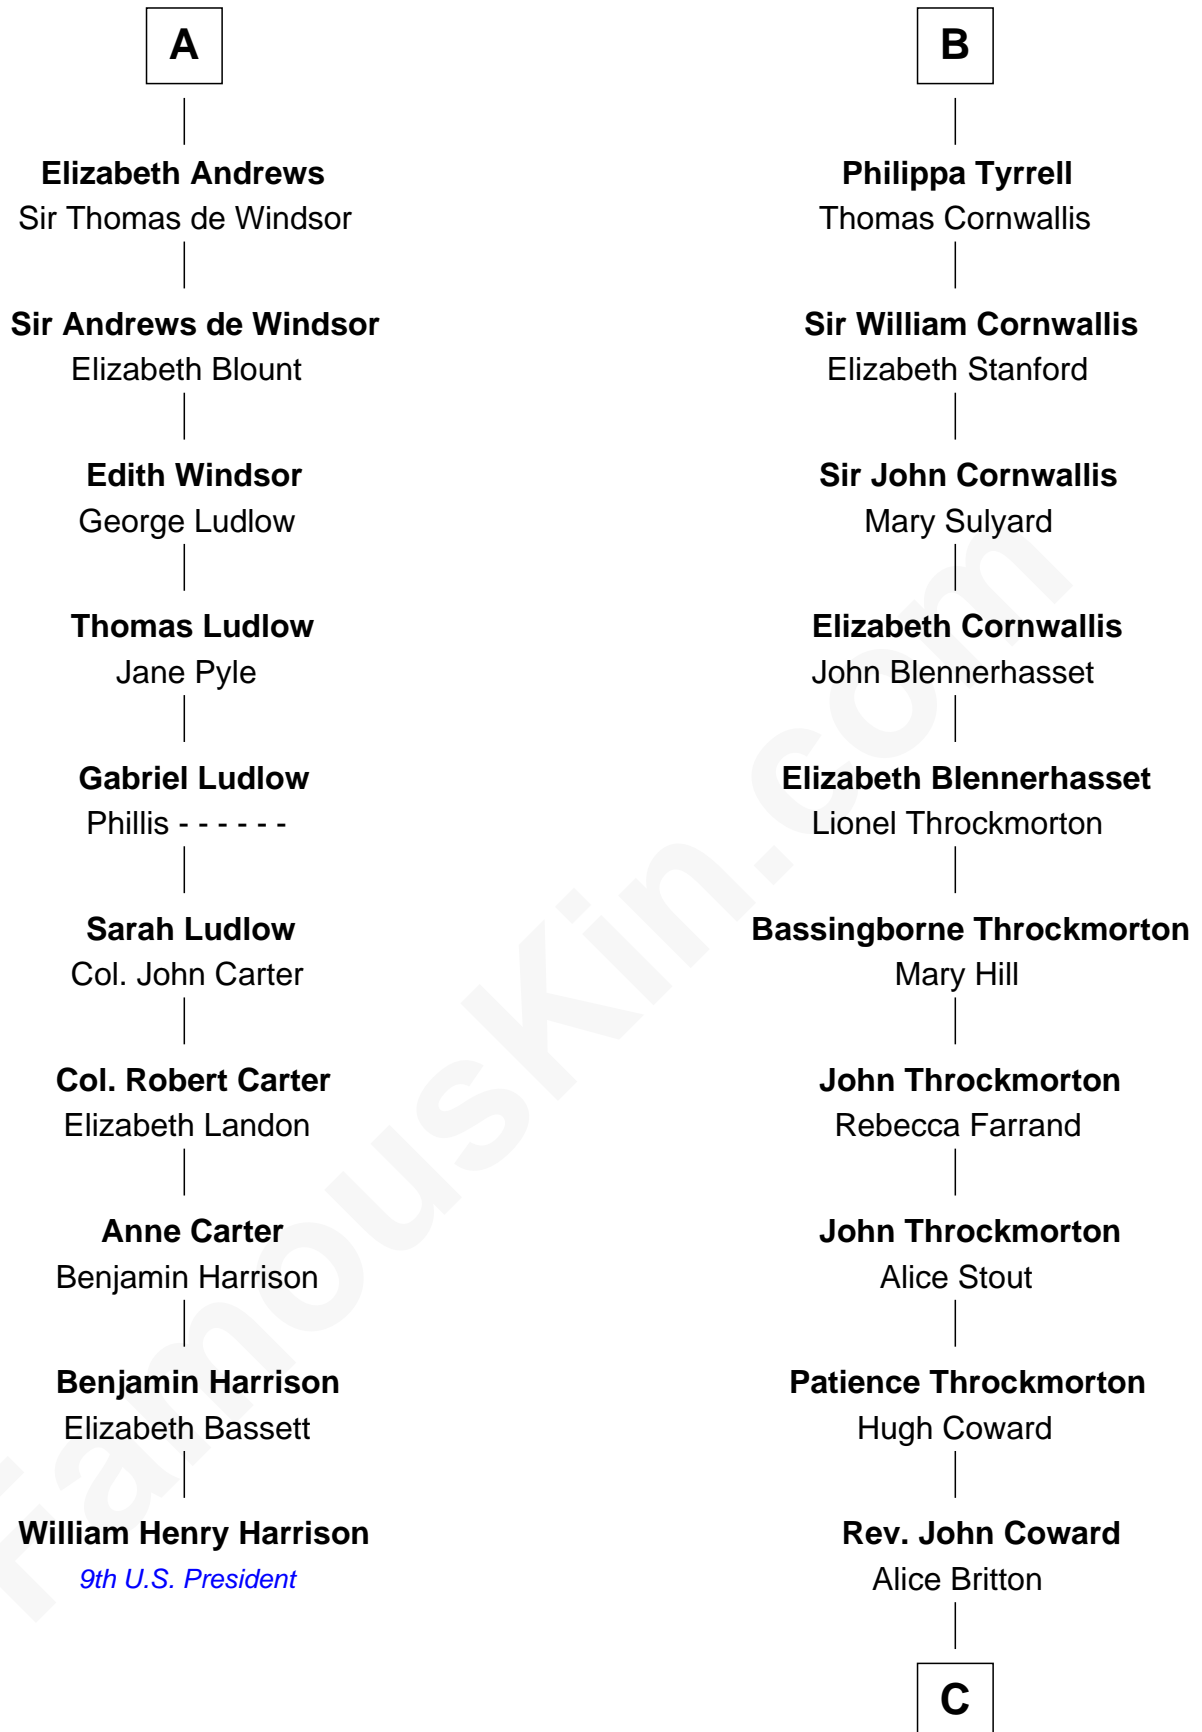 A
Elizabeth Andrews
Sir Thomas de Windsor
Sir Andrews de Windsor
Elizabeth Blount
Edith Windsor
George Ludlow
Thomas Ludlow
Jane Pyle
Gabriel Ludlow
Phillis - - - - - -
Sarah Ludlow
Col. John Carter
Col. Robert Carter
Elizabeth Landon
Anne Carter
Benjamin Harrison
Benjamin Harrison
Elizabeth Bassett
William Henry Harrison
9th U.S. President
B
Philippa Tyrrell
Thomas Cornwallis
Sir William Cornwallis
Elizabeth Stanford
Sir John Cornwallis
Mary Sulyard
Elizabeth Cornwallis
John Blennerhasset
Elizabeth Blennerhasset
Lionel Throckmorton
Bassingborne Throckmorton
Mary Hill
John Throckmorton
Rebecca Farrand
John Throckmorton
Alice Stout
Patience Throckmorton
Hugh Coward
Rev. John Coward
Alice Britton
C
FamousKin.com